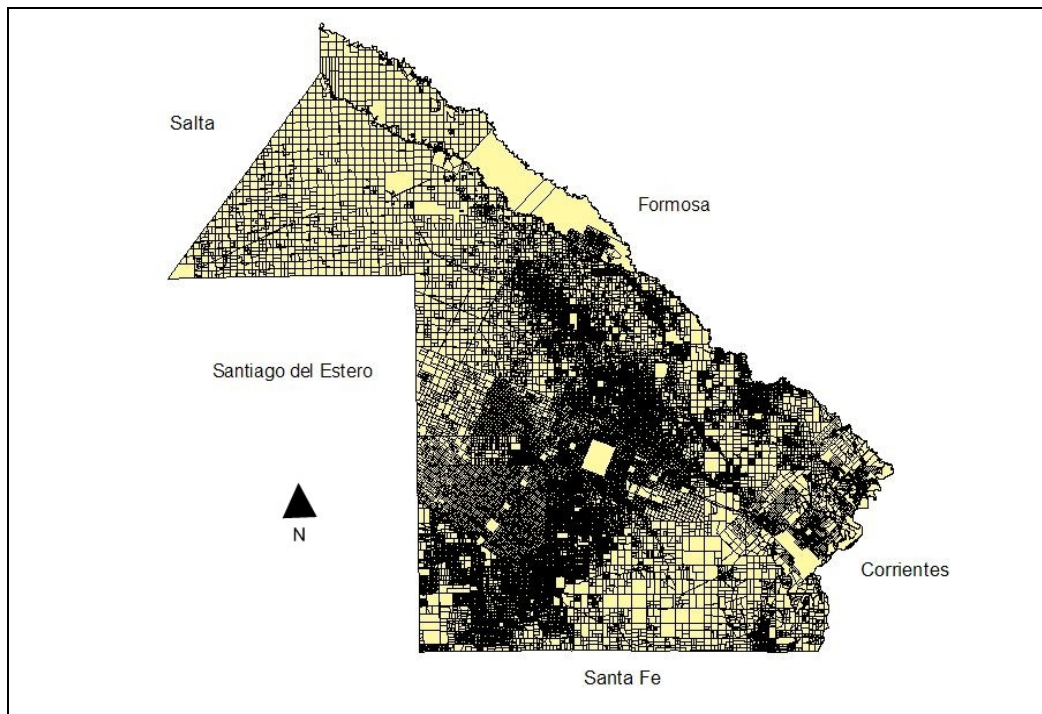 Salta
Formosa
Santiago del Estero
N
Corrientes
Santa Fe